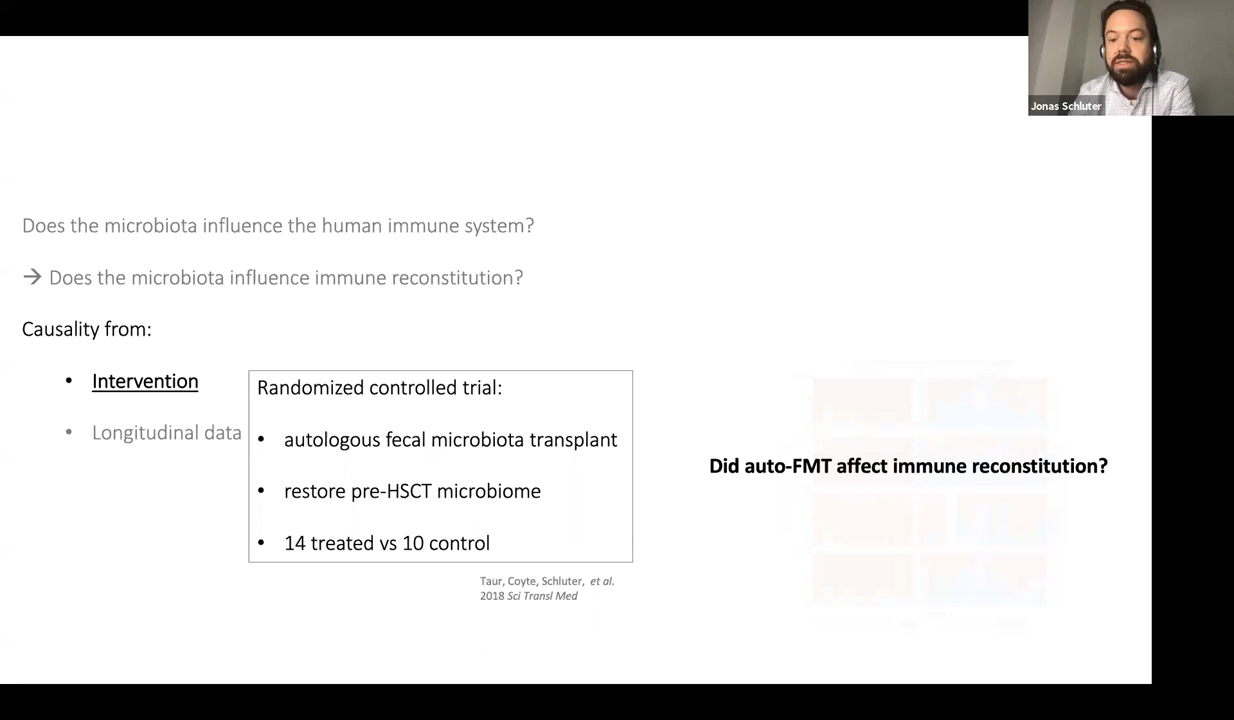 Jonas Schluter
Does the microbiota influence the human immune system?
→ Does the microbiota influence immune reconstitution?
Causality from:
• Intervention
• Longitudinal data
Randomized controlled trial:
• autologous fecal microbiota transplant
• restore pre-HSCT microbiome
• 14 treated vs 10 control
Taur, Coyte, Schluter, et al.
2018 Sci Transl Med
Did auto-FMT affect immune reconstitution?